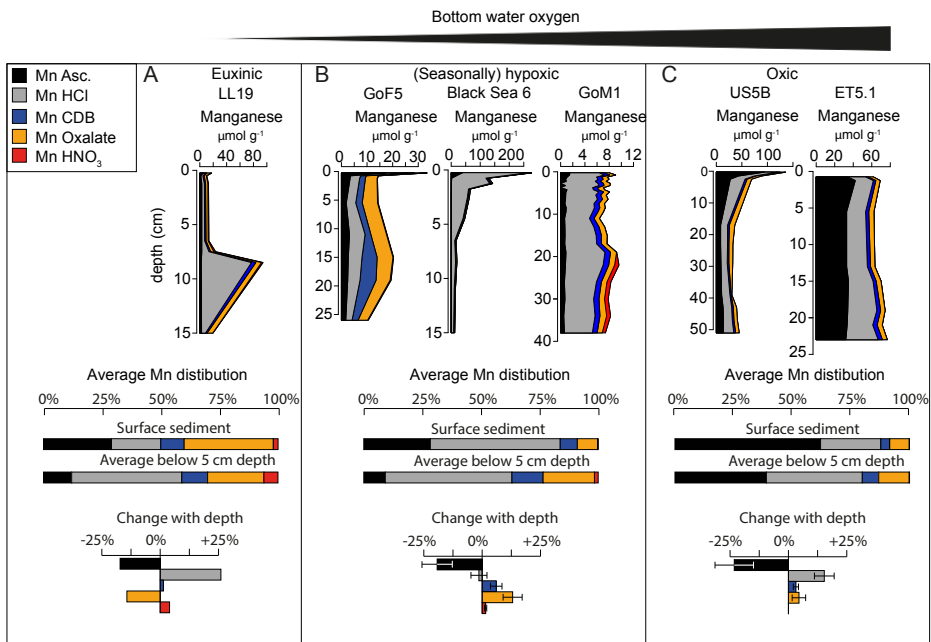 Bottom water oxygen
Mn Asc.
Mn HCl
Mn CDB
Mn Oxalate
Mn HNO3
A
Euxinic
LL19
Manganese
µmol g-1
0 40 80
0
5
10
15
depth (cm)
B
(Seasonally) hypoxic
GoF5
Manganese
µmol g-1
0 10 20 30
0
5
10
15
20
25
Black Sea 6
Manganese
µmol g-1
0 100 200
0
5
10
15
GoM1
Manganese
µmol g-1
0 4 8 12
0
10
20
30
40
C
Oxic
US5B
Manganese
µmol g-1
0 50 100
0
10
20
30
40
50
ET5.1
Manganese
µmol g-1
0 20 60
0
5
10
15
20
25
Average Mn distibution
0% 25% 50% 75% 100%
Surface sediment
Average below 5 cm depth
Change with depth
-25% 0% +25%
Average Mn distribution
0% 25% 50% 75% 100%
Surface sediment
Average below 5 cm depth
Change with depth
-25% 0% +25%
Average Mn distribution
0% 25% 50% 75% 100%
Surface sediment
Average below 5 cm depth
Change with depth
-25% 0% +25%